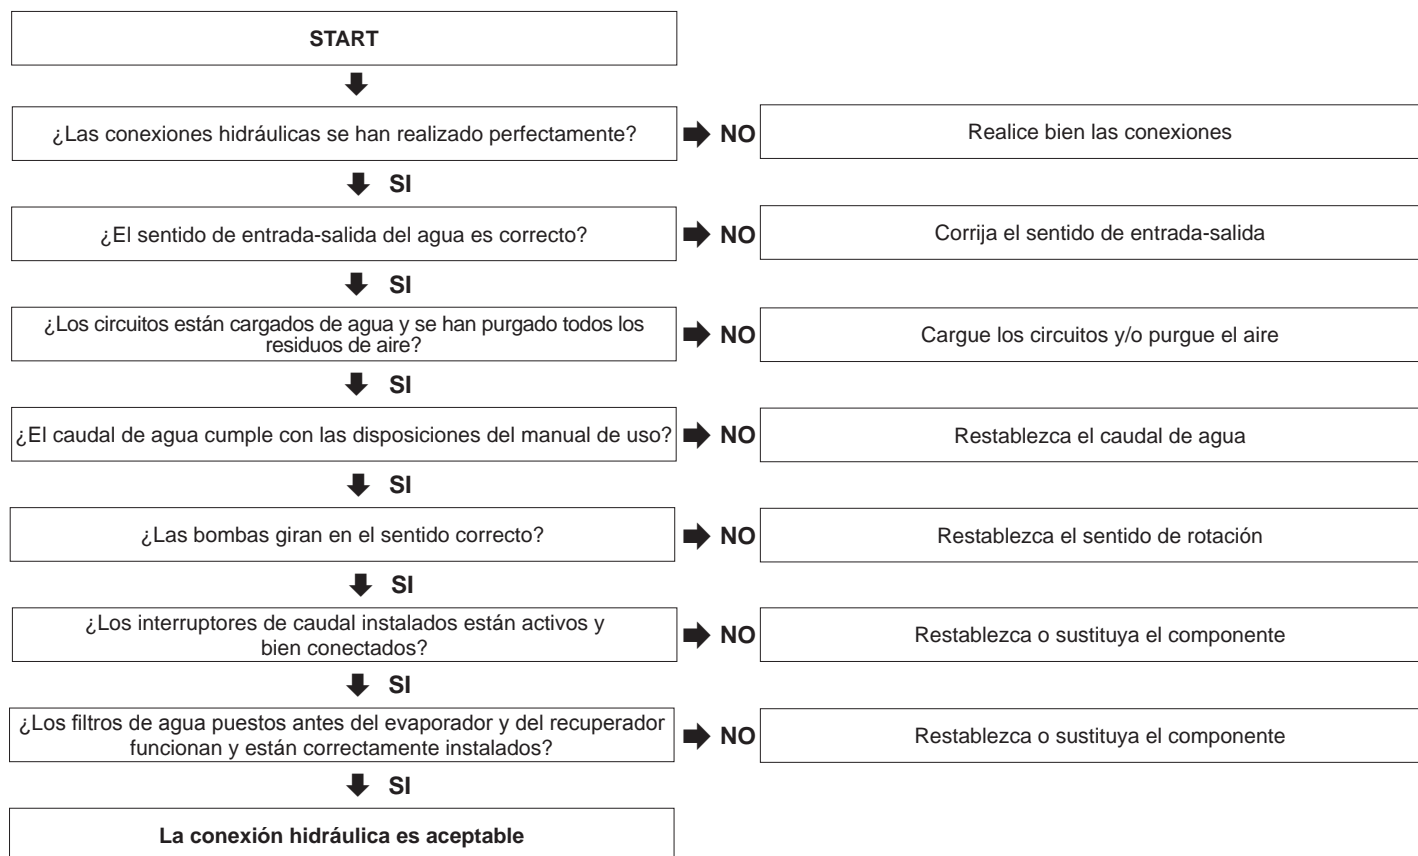 START
¿Las conexiones hidráulicas se han realizado perfectamente?
NO
Realice bien las conexiones
SI
¿El sentido de entrada-salida del agua es correcto?
NO
Corrija el sentido de entrada-salida
SI
¿Los circuitos están cargados de agua y se han purgado todos los
residuos de aire?
NO
Cargue los circuitos y/o purgue el aire
SI
¿El caudal de agua cumple con las disposiciones del manual de uso?
NO
Restablezca el caudal de agua
SI
¿Las bombas giran en el sentido correcto?
NO
Restablezca el sentido de rotación
SI
¿Los interruptores de caudal instalados están activos y
bien conectados?
NO
Restablezca o sustituya el componente
SI
¿Los filtros de agua puestos antes del evaporador y del recuperador
funcionan y están correctamente instalados?
NO
Restablezca o sustituya el componente
SI
La conexión hidráulica es aceptable